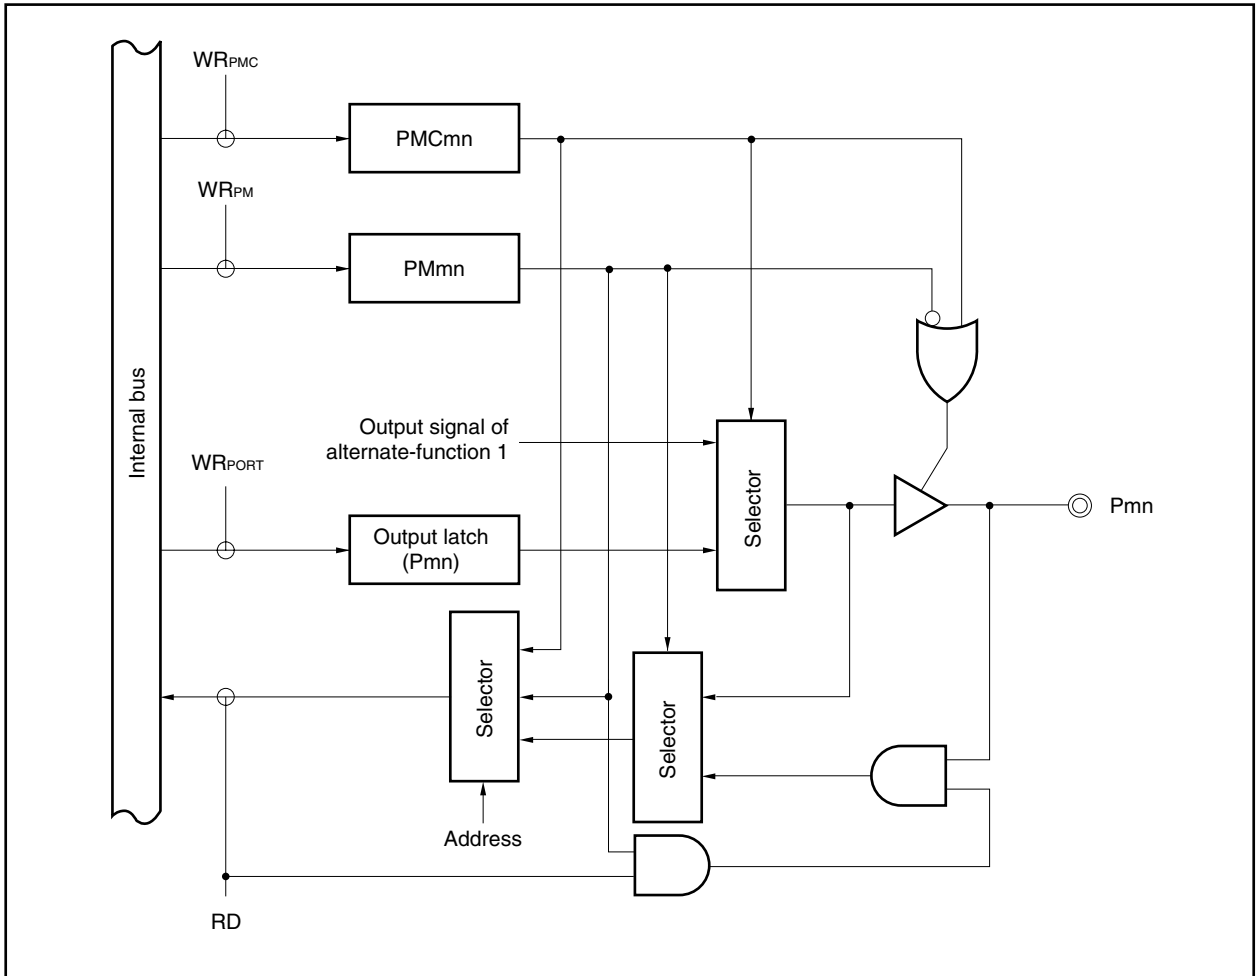 WRPMC
PMCmn
WRPM
PMmn
Internal bus
Output signal of
alternate-function 1
WRPORT
Output latch
(Pmn)
Selector
Pmn
Selector
Selector
Address
RD